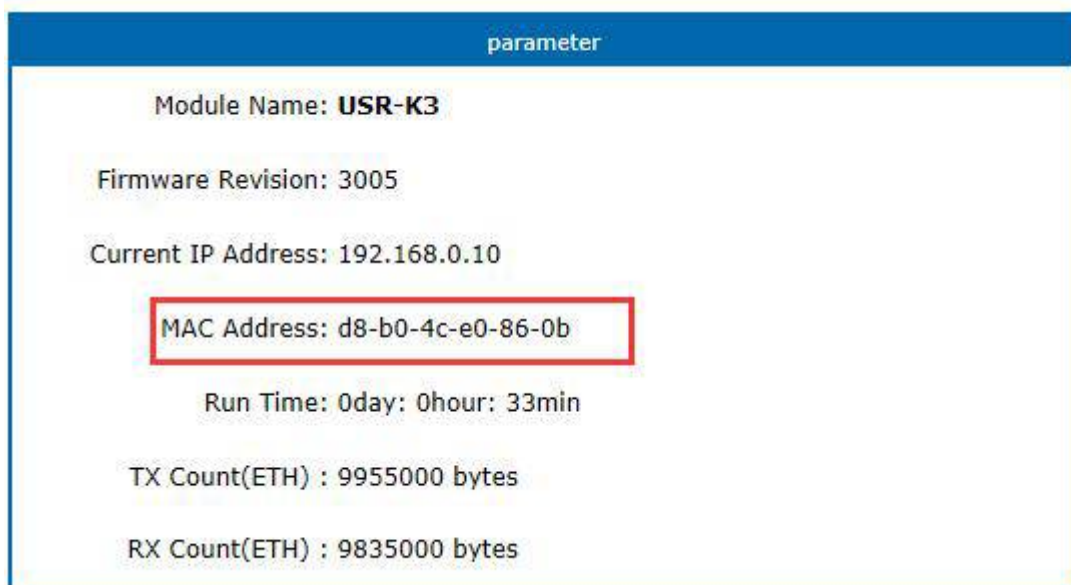 parameter
Module Name: USR-K3
Firmware Revision: 3005
Current IP Address: 192.168.0.10
MAC Address: d8-b0-4c-e0-86-0b
Run Time: 0day: 0hour: 33min
TX Count(ETH) : 9955000 bytes
RX Count(ETH) : 9835000 bytes